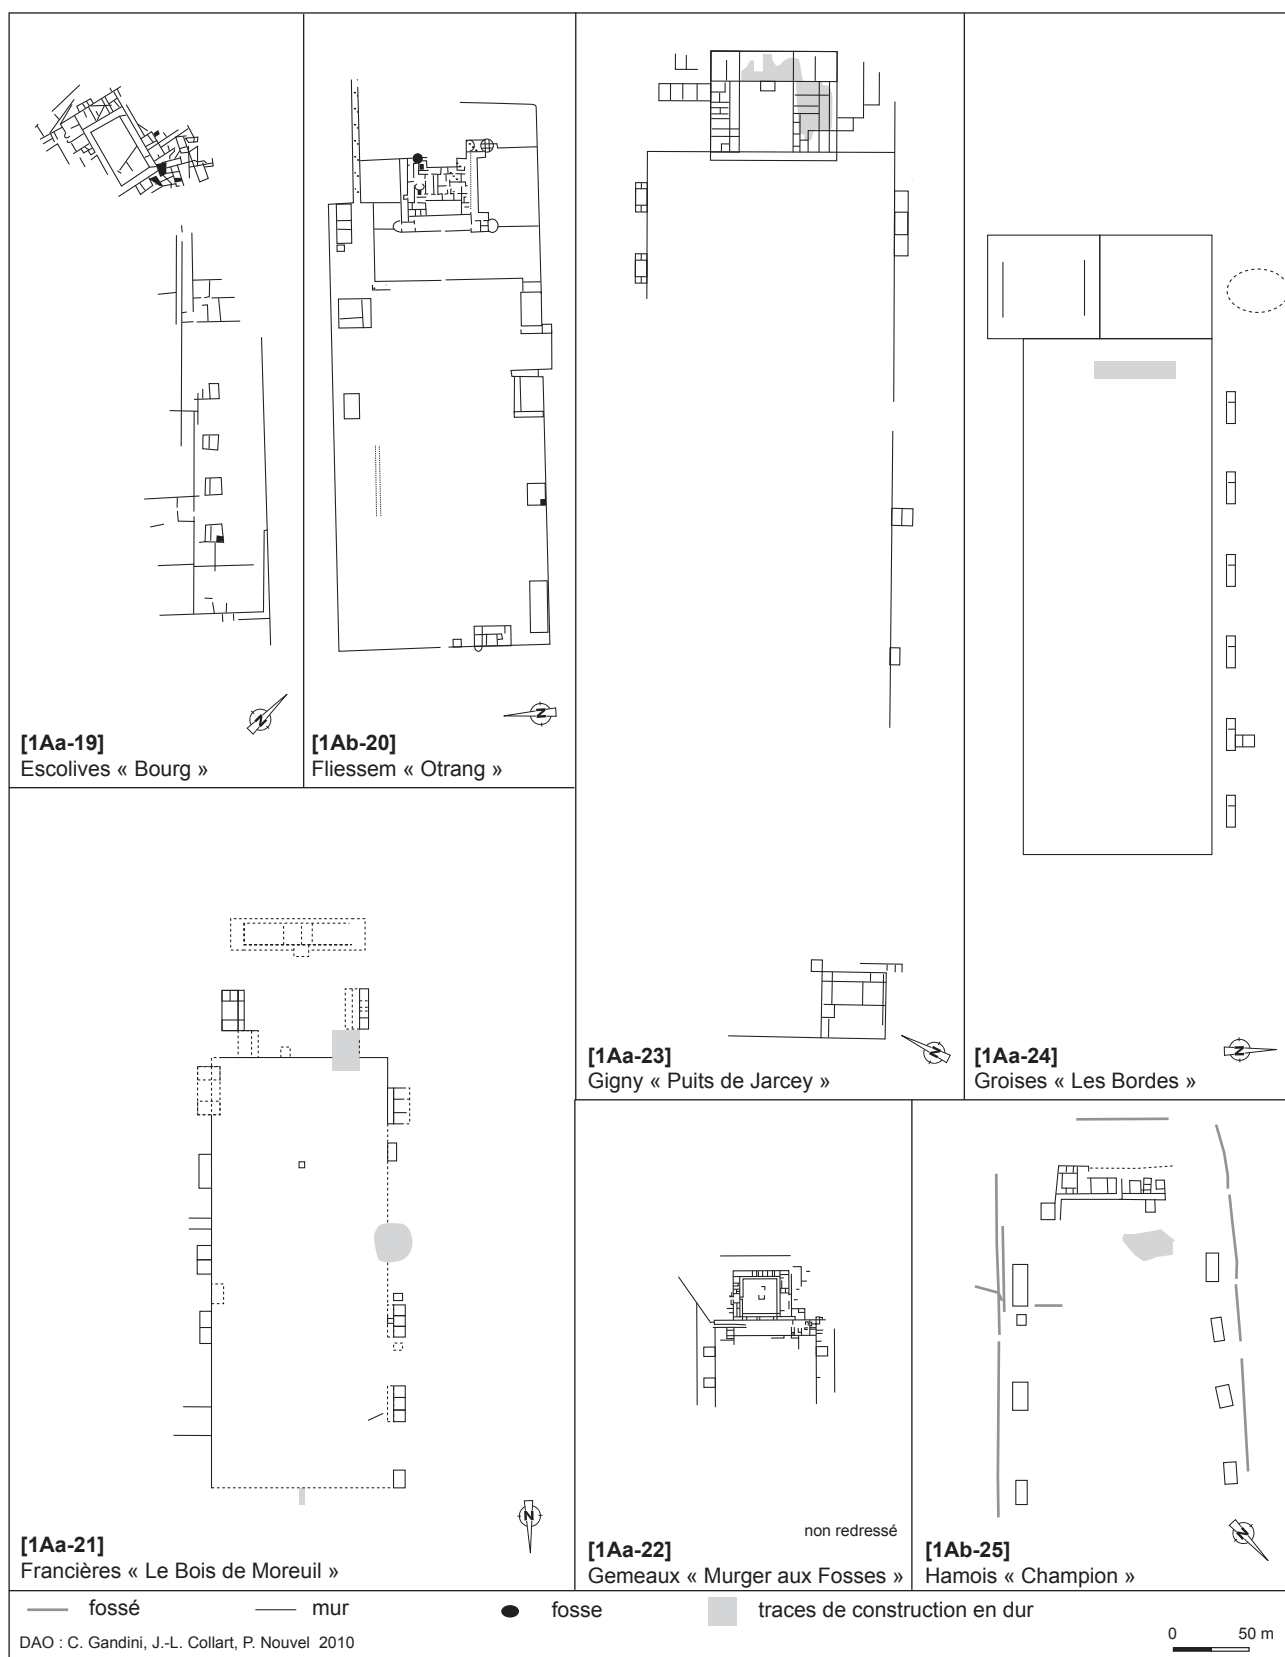 [1Aa-19]
Escolives « Bourg »
N
[1Ab-20]
Fliessem « Otrang »
N
[1Aa-23]
Gigny « Puits de Jarcey »
N
[1Aa-24]
Groises « Les Bordes »
N
[1Aa-21]
Francières « Le Bois de Moreuil »
N
non redressé
[1Aa-22]
Gemeaux « Murger aux Fosses »
[1Ab-25]
Hamois « Champion »
N
fossé mur fosse traces de construction en dur
DAO : C. Gandini, J.-L. Collart, P. Nouvel 2010
0 50 m